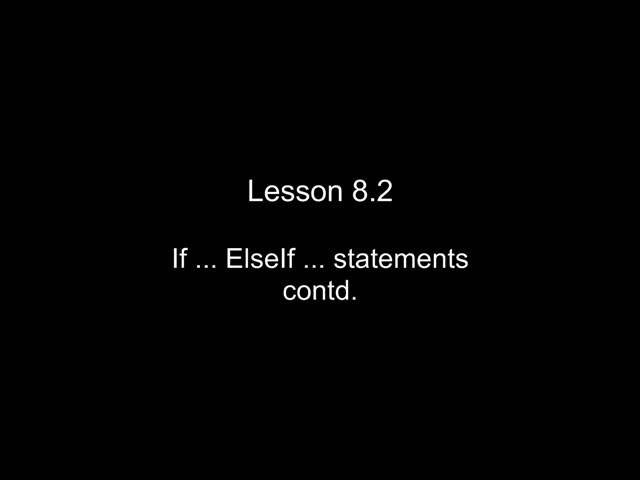 Lesson 8.2
If ... ElseIf ... statements
contd.